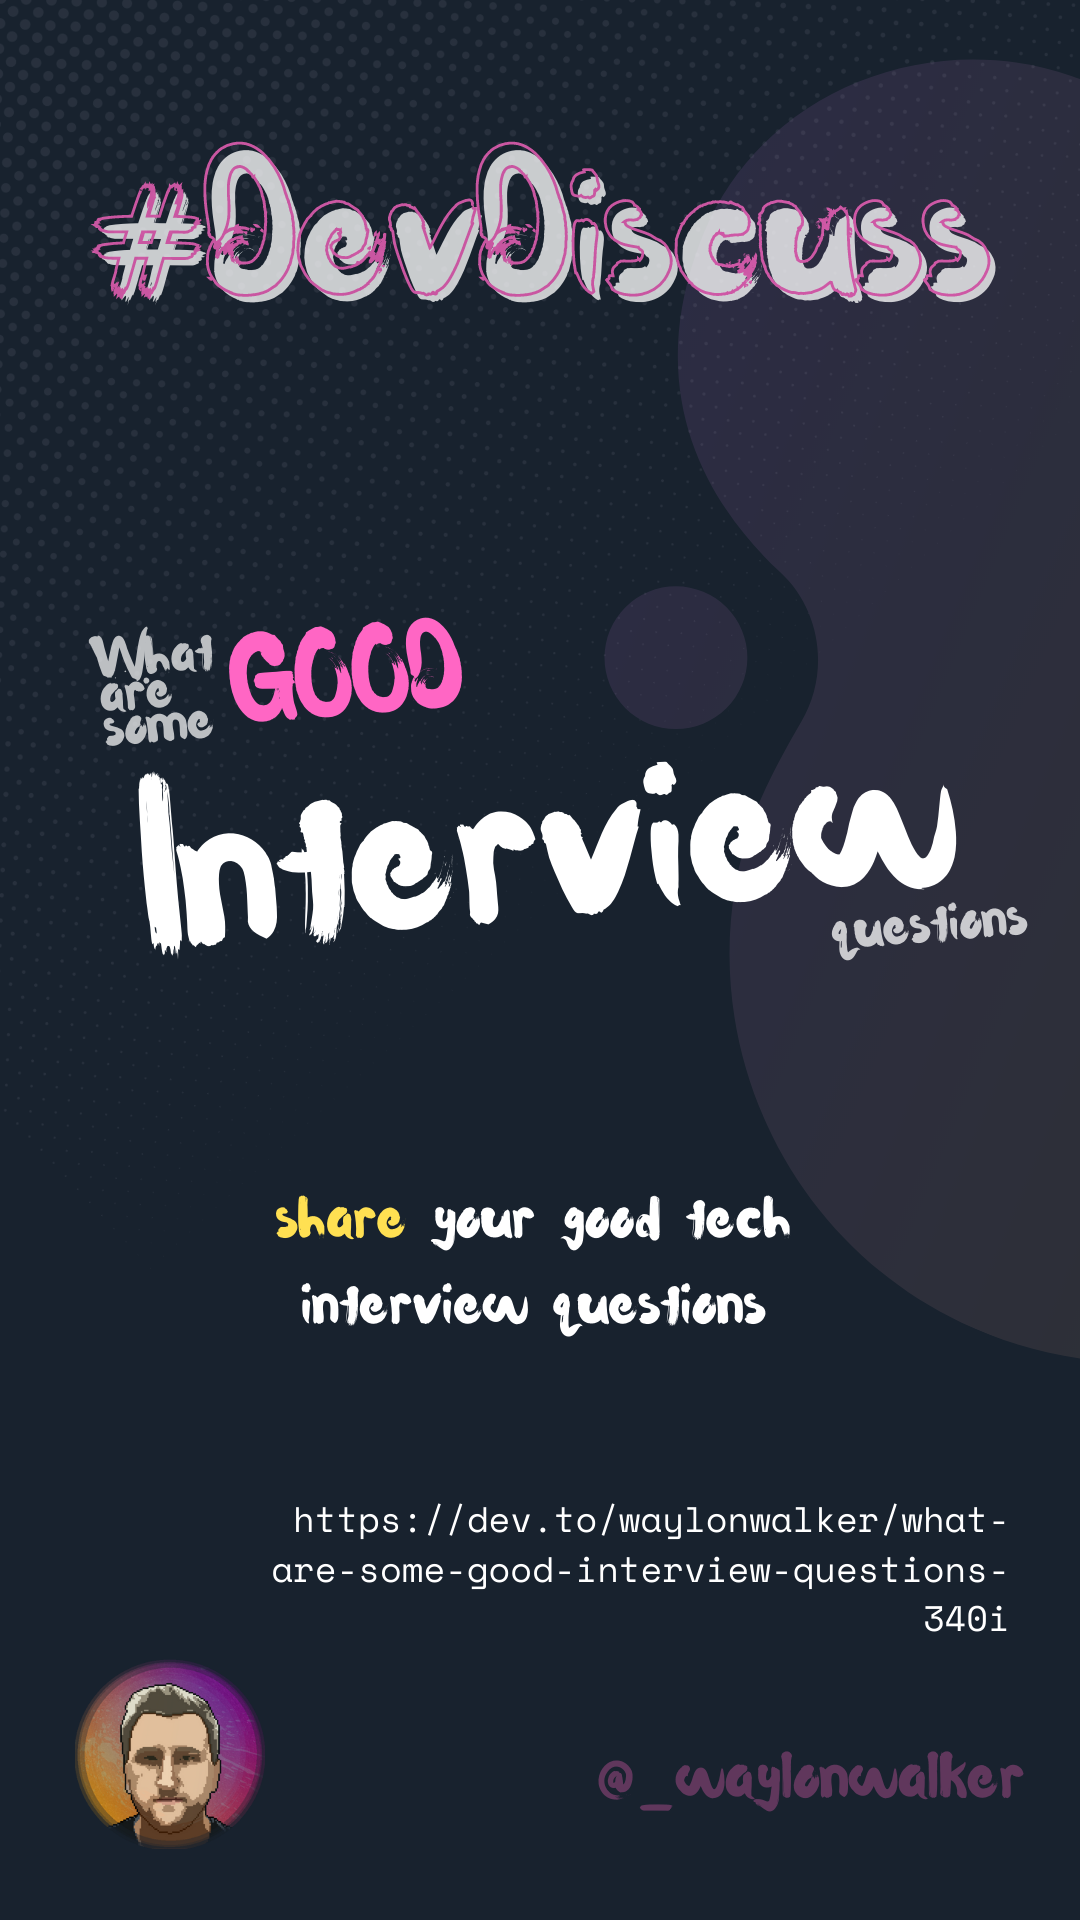 #DevDiscuss
What
are
some
GOOD
Interview
questions
share your good tech
interview questions
https://dev.to/waylonwalker/what-
are-some-good-interview-questions-
340i
@_waylonwalker